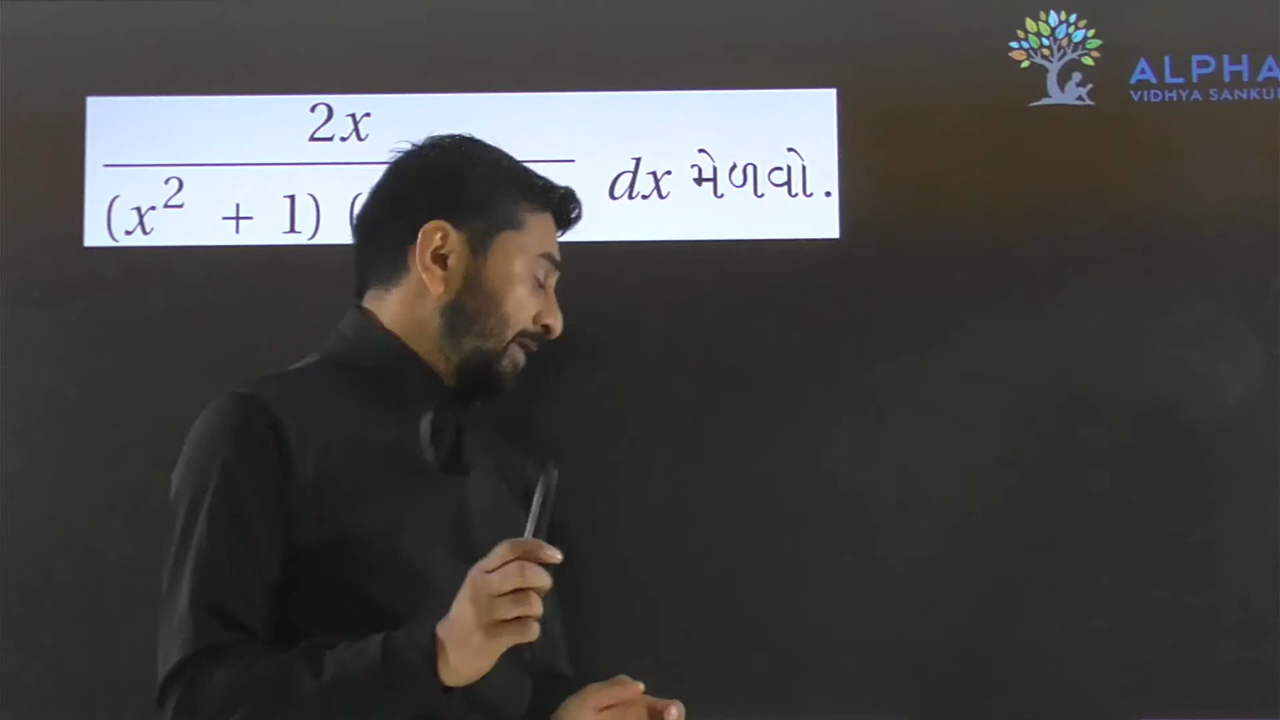 2x
(x² + 1) (
dx મેળવો.
ALPHA
VIDHYA SANKU